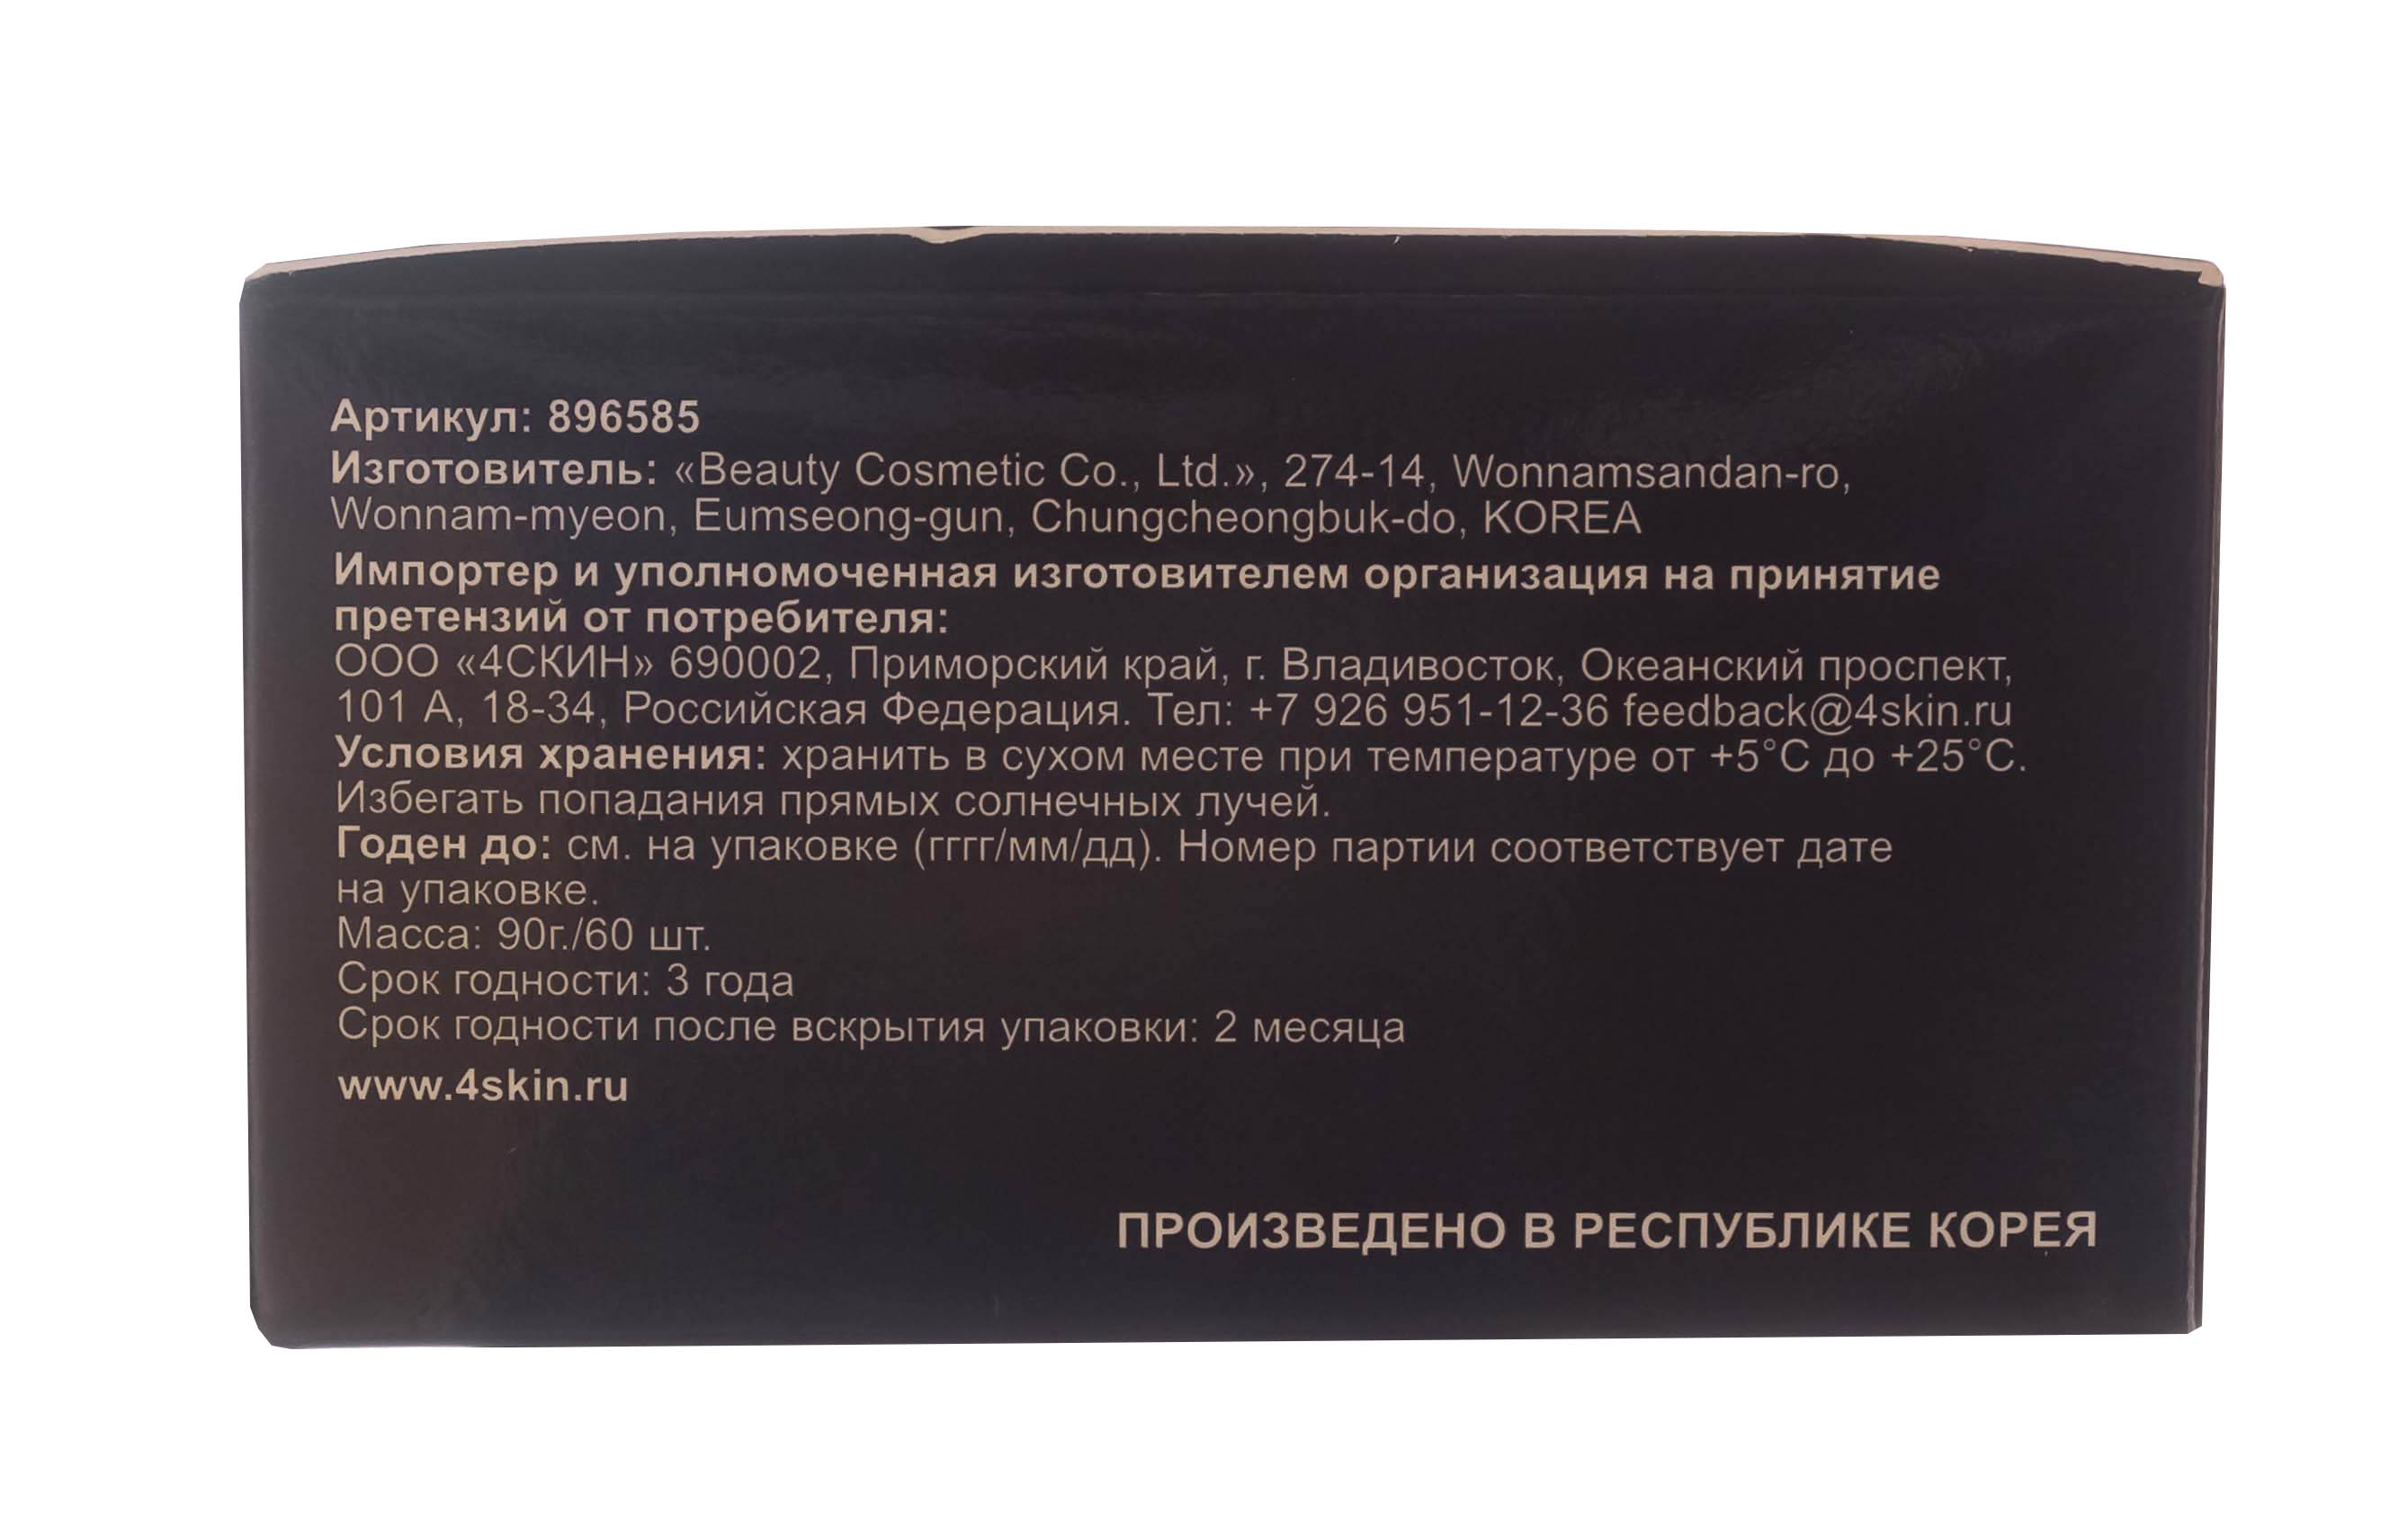 Артикул: 896585
Изготовитель: «Beauty Cosmetic Co., Ltd.», 274-14, Wonnamsandan-ro,
Wonnam-myeon, Eumseong-gun, Chungcheongbuk-do, KOREA
Импортер и уполномоченная изготовителем организация на принятие
претензий от потребителя:
ООО «4СКИН» 690002, Приморский край, г. Владивосток, Океанский проспект,
101 А, 18-34, Российская Федерация. Тел: +7 926 951-12-36 feedback@4skin.ru
Условия хранения: хранить в сухом месте при температуре от +5°C до +25°C.
Избегать попадания прямых солнечных лучей.
Годен до: см. на упаковке (гггг/мм/дд). Номер партии соответствует дате
на упаковке.
Масса: 90г./60 шт.
Срок годности: 3 года
Срок годности после вскрытия упаковки: 2 месяца
www.4skin.ru
ПРОИЗВЕДЕНО В РЕСПУБЛИКЕ КОРЕЯ